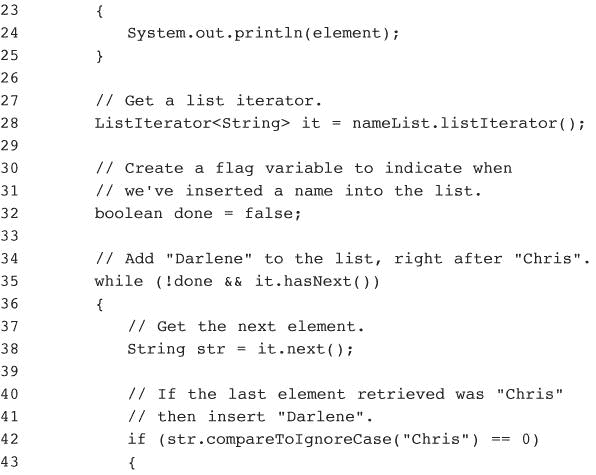 23 {
24 System.out.println(element);
25 }
26
27 // Get a list iterator.
28 ListIterator<String> it = nameList.listIterator();
29
30 // Create a flag variable to indicate when
31 // we've inserted a name into the list.
32 boolean done = false;
33
34 // Add "Darlene" to the list, right after "Chris".
35 while (!done && it.hasNext())
36 {
37 // Get the next element.
38 String str = it.next();
39
40 // If the last element retrieved was "Chris"
41 // then insert "Darlene".
42 if (str.compareToIgnoreCase("Chris") == 0)
43 {